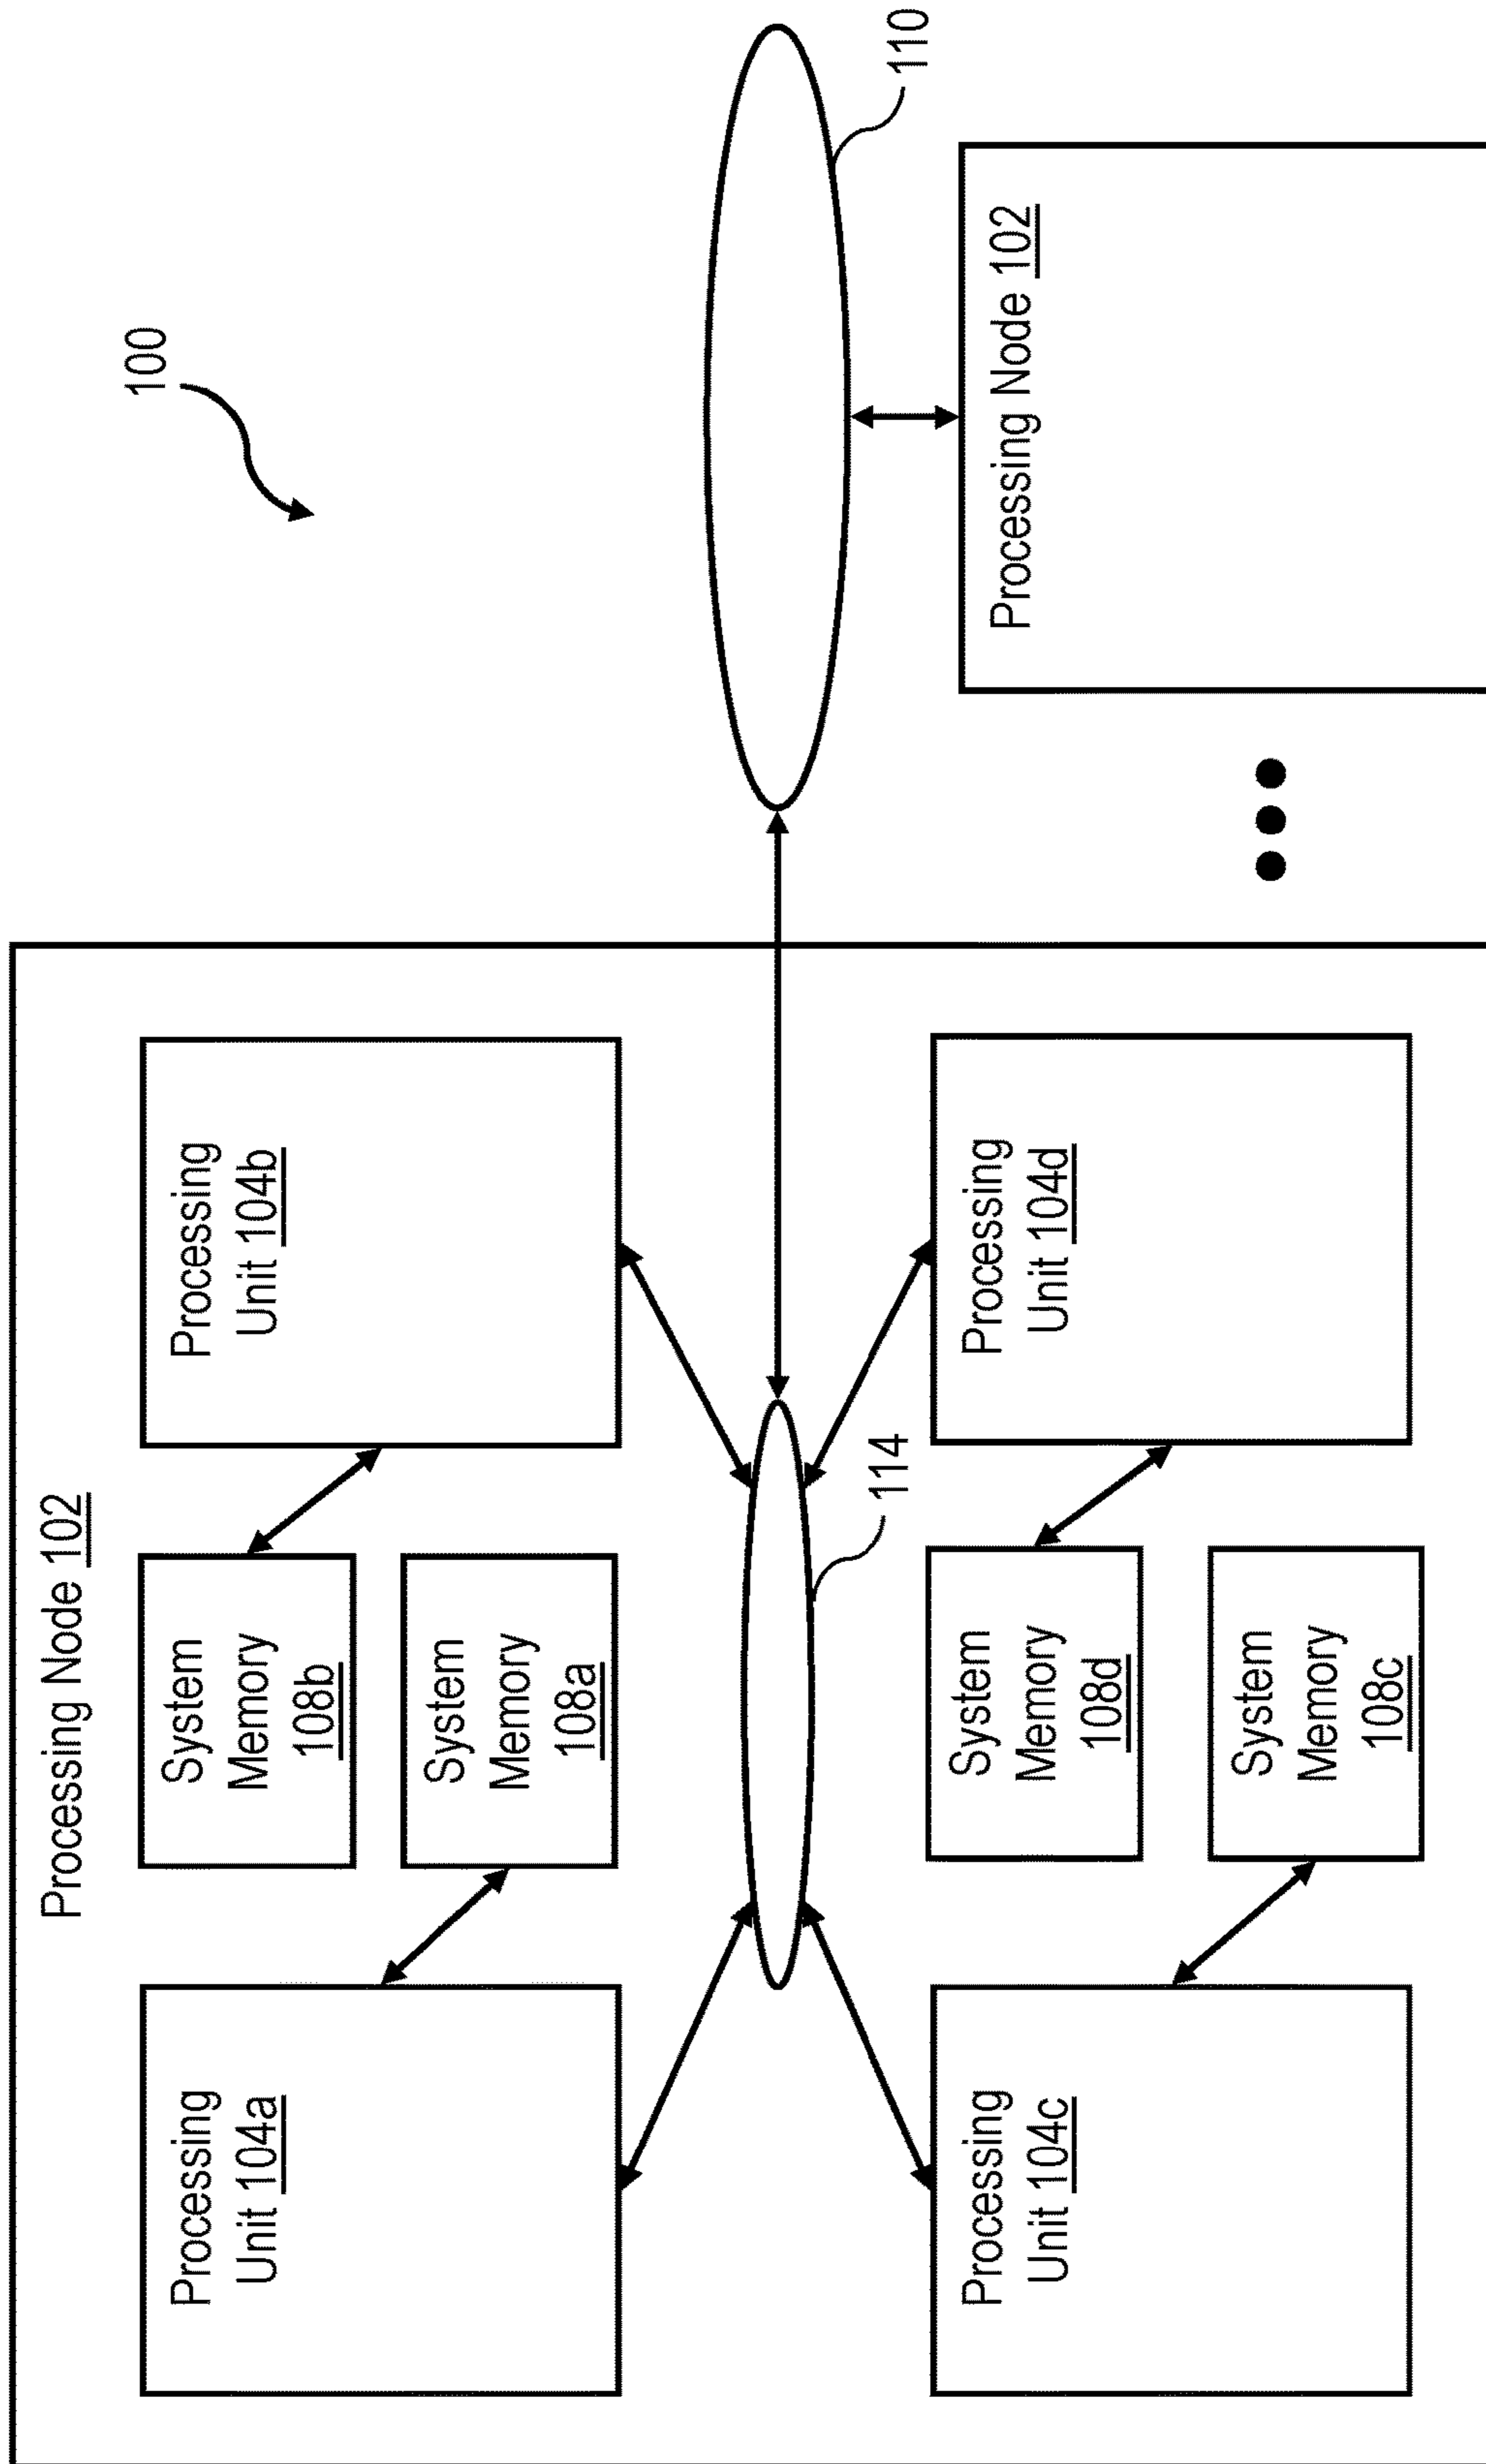 100
Processing Node 102
Processing
Unit 104a
System
Memory
108b
Processing
Unit 104b
System
Memory
108a
114
110
Processing
Unit 104c
System
Memory
108d
Processing
Unit 104d
System
Memory
108c
Processing Node 102